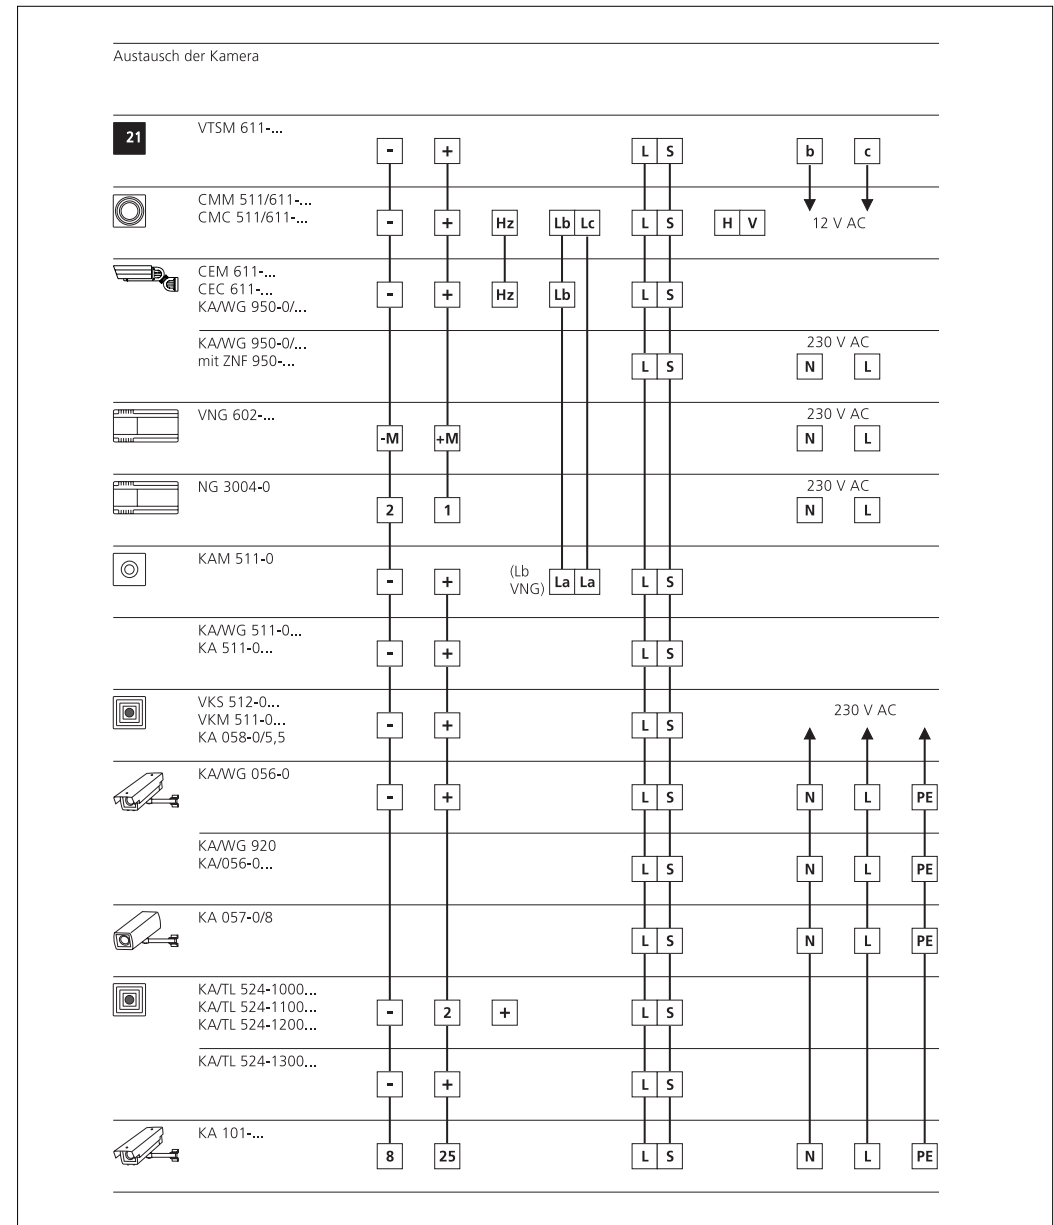 Austausch der Kamera
21
VTSM 611-...
- + L S b c
CMM 511/611-...
CMC 511/611-...
- + Hz Lb Lc L S H V 12 V AC
CEM 611-...
CEC 611-...
KA/WG 950-0/...
- + Hz Lb L S
KA/WG 950-0/...
mit ZNF 950-...
230 V AC
L S N L
VNG 602-...
230 V AC
-M +M N L
NG 3004-0
230 V AC
2 1 N L
KAM 511-0
(Lb
VNG)
- + La La L S
KA/WG 511-0...
KA 511-0...
- + L S
VKS 512-0...
VKM 511-0...
KA 058-0/5,5
230 V AC
- + L S
KA/WG 056-0
- + L S N L PE
KA/WG 920
KA/056-0...
L S N L PE
KA 057-0/8
L S N L PE
KA/TL 524-1000...
KA/TL 524-1100...
KA/TL 524-1200...
- 2 + L S
KA/TL 524-1300...
- + L S
KA 101-...
8 25 L S N L PE